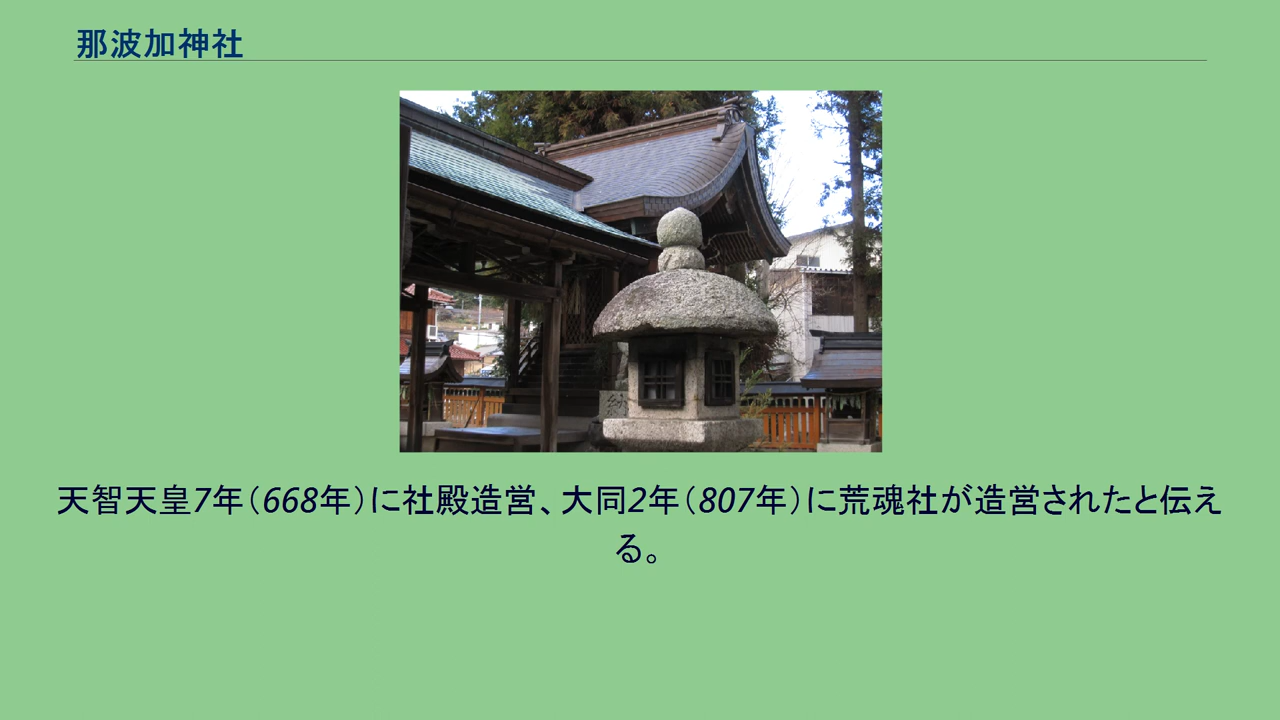 那波加神社
天智天皇7年（668年）に社殿造営、大同2年（807年）に荒魂社が造営されたと伝え
る。